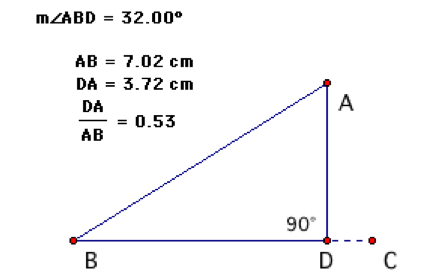 m∠ABD = 32.00°
AB = 7.02 cm
DA = 3.72 cm
DA
AB
= 0.53
A
90°
B
D
C